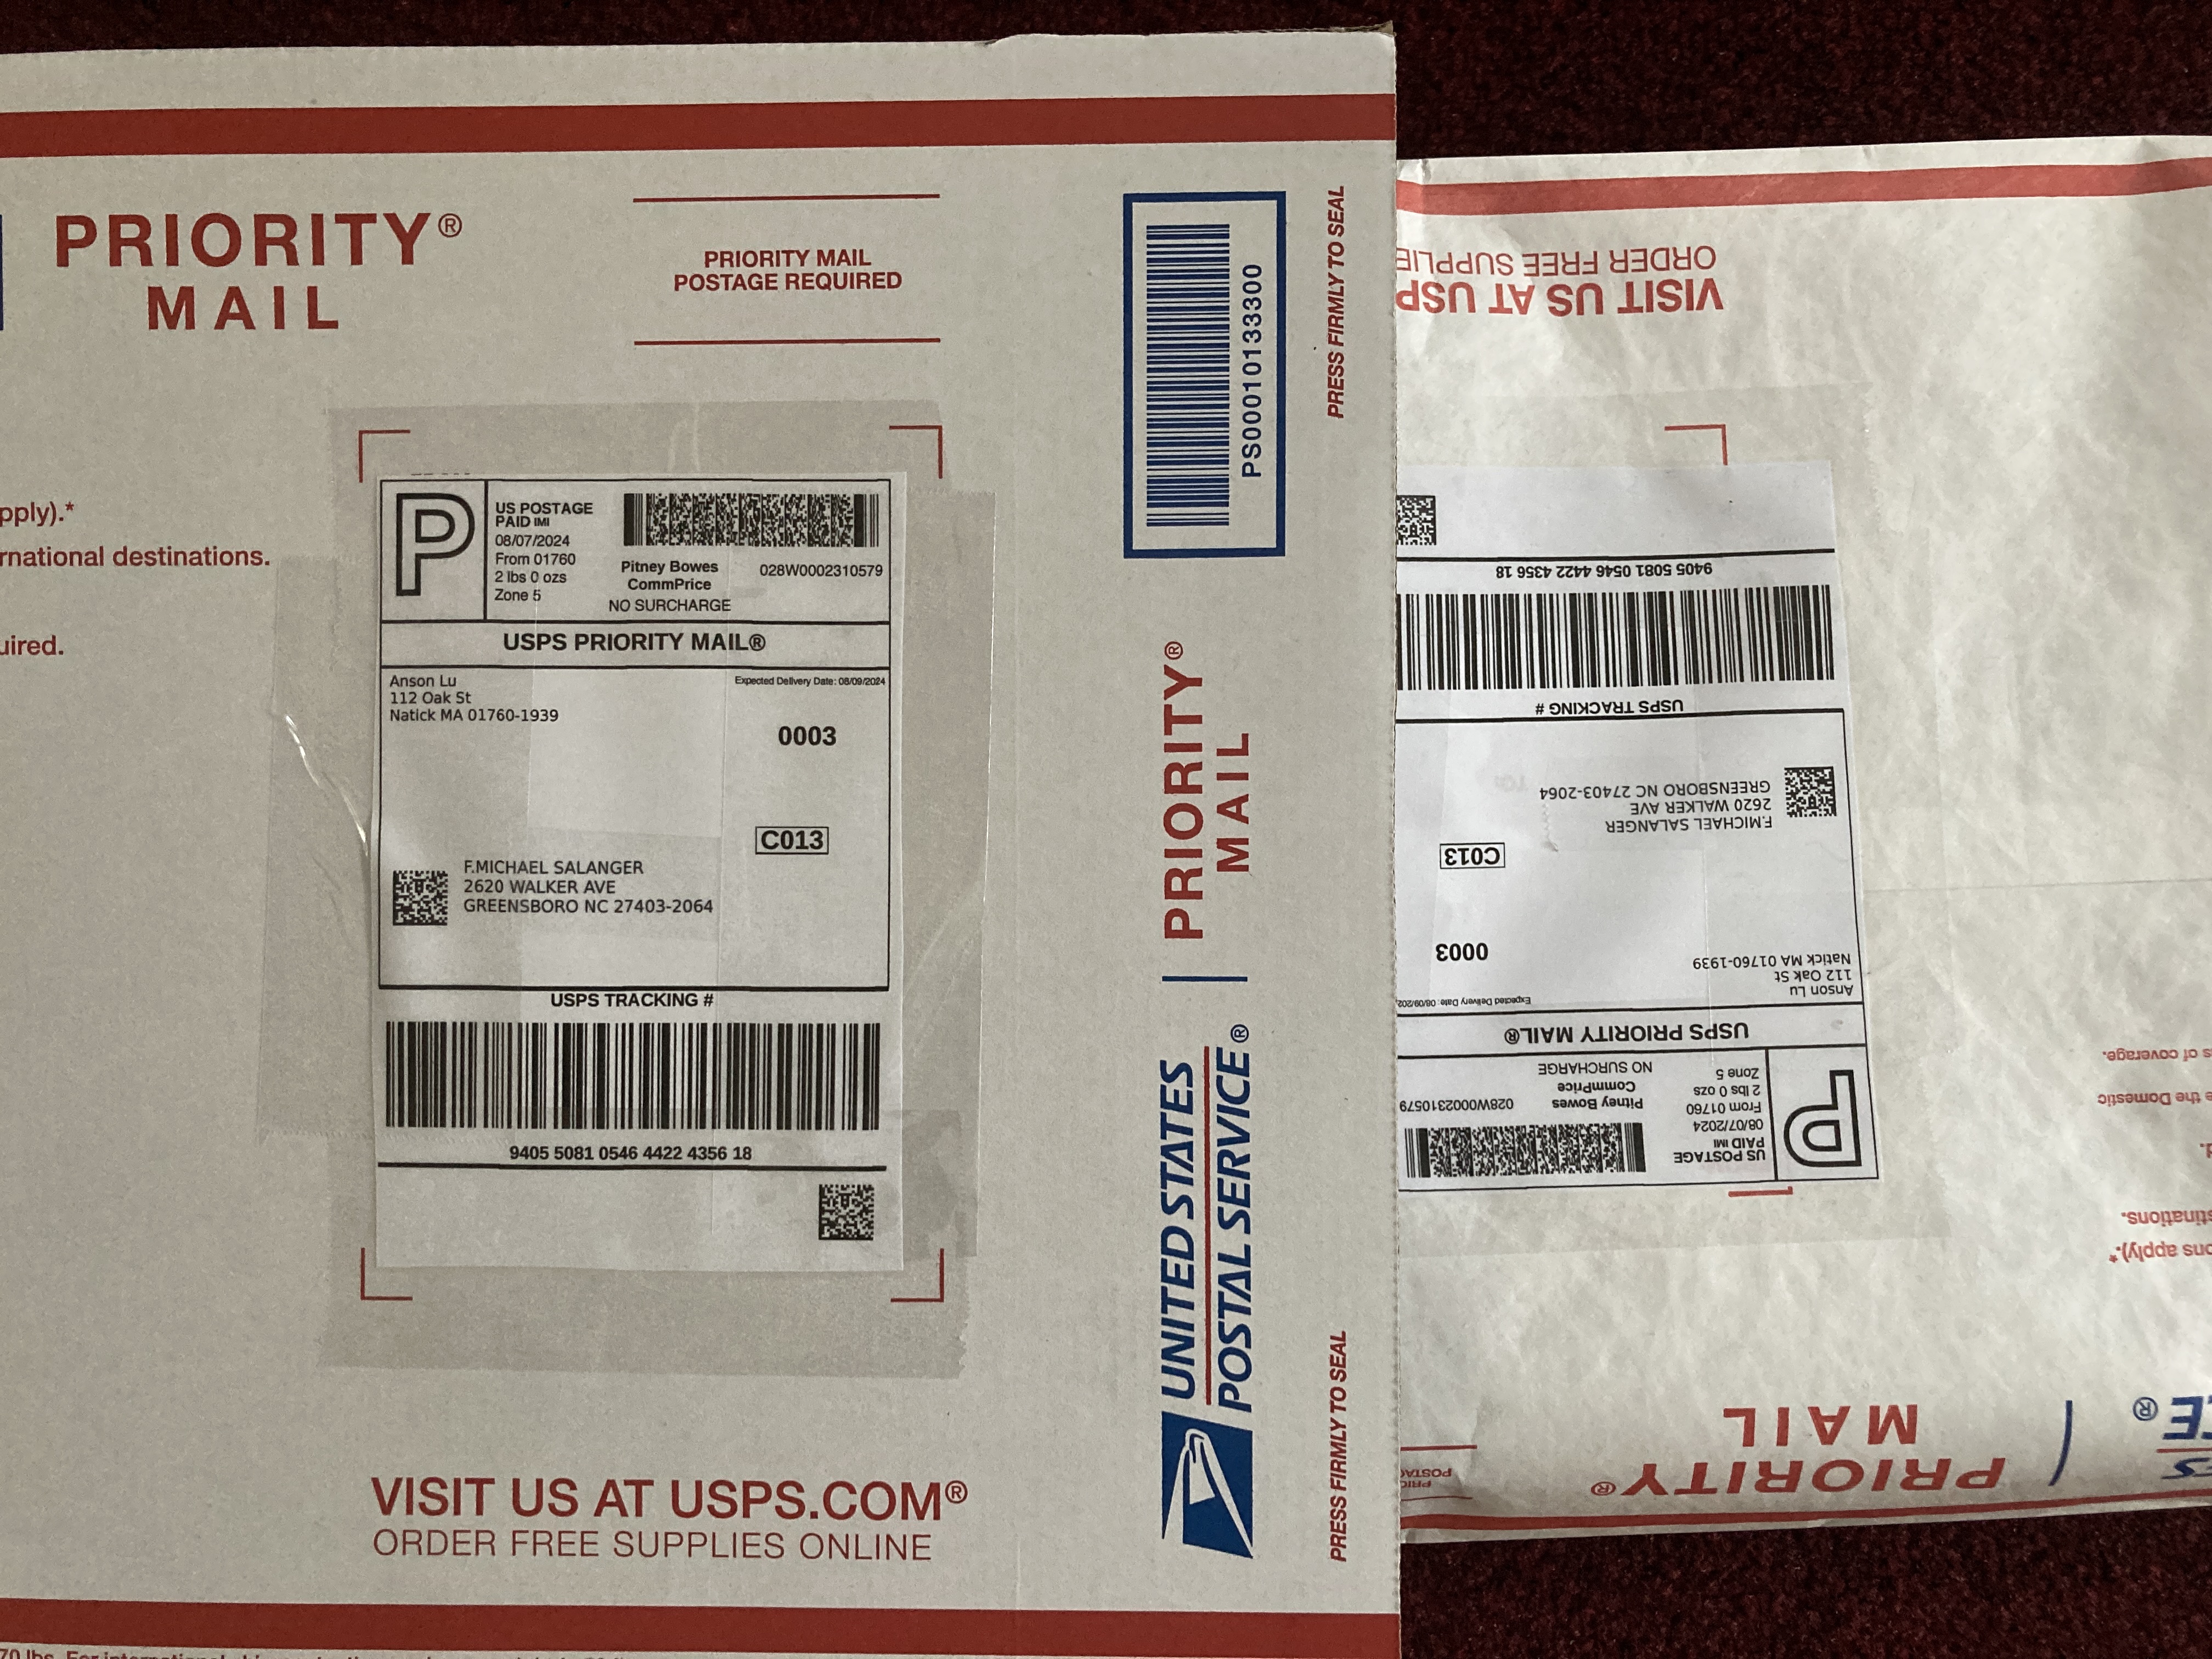 PRIORITY®
MAIL
PRIORITY MAIL
POSTAGE REQUIRED
pply).*
rnational destinations.
uired.
P
US POSTAGE
PAID IMI
08/07/2024
From 01760
2 lbs 0 ozs
Zone 5
Pitney Bowes
CommPrice
028W0002310579
NO SURCHARGE
USPS PRIORITY MAIL®
Anson Lu
112 Oak St
Natick MA 01760-1939
Expected Delivery Date: 08/09/2024
0003
C013
F.MICHAEL SALANGER
2620 WALKER AVE
GREENSBORO NC 27403-2064
USPS TRACKING #
9405 5081 0546 4422 4356 18
VISIT US AT USPS.COM®
ORDER FREE SUPPLIES ONLINE
70 lbs. For international
PS00010133300
PRESS FIRMLY TO SEAL
PRIORITY®
MAIL
UNITED STATES
POSTAL SERVICE®
PRESS FIRMLY TO SEAL
PRIORITY®
MAIL
CE®
ons apply).*
stinations.
d.
e the Domestic
s of coverage.
P
US POSTAGE
PAID IMI
08/07/2024
From 01760
2 lbs 0 ozs
Zone 5
Pitney Bowes
CommPrice
028W0002310579
NO SURCHARGE
USPS PRIORITY MAIL®
Anson Lu
112 Oak St
Natick MA 01760-1939
Expected Delivery Date: 08/09/202
0003
C013
F.MICHAEL SALANGER
2620 WALKER AVE
GREENSBORO NC 27403-2064
USPS TRACKING #
9405 5081 0546 4422 4356 18
VISIT US AT USP
ORDER FREE SUPPLIE